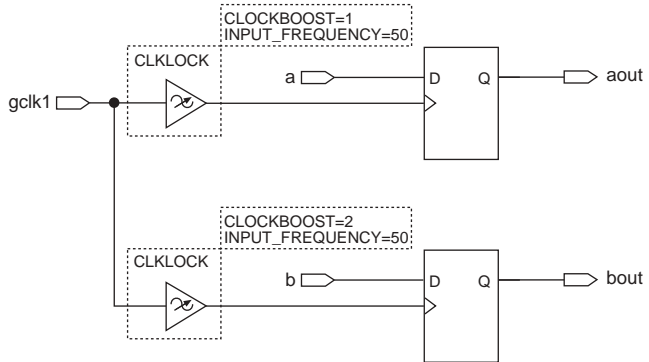 CLOCKBOOST=1
INPUT_FREQUENCY=50
CLKLOCK
a
D
Q
aout
gclk1
CLOCKBOOST=2
INPUT_FREQUENCY=50
CLKLOCK
b
D
Q
bout